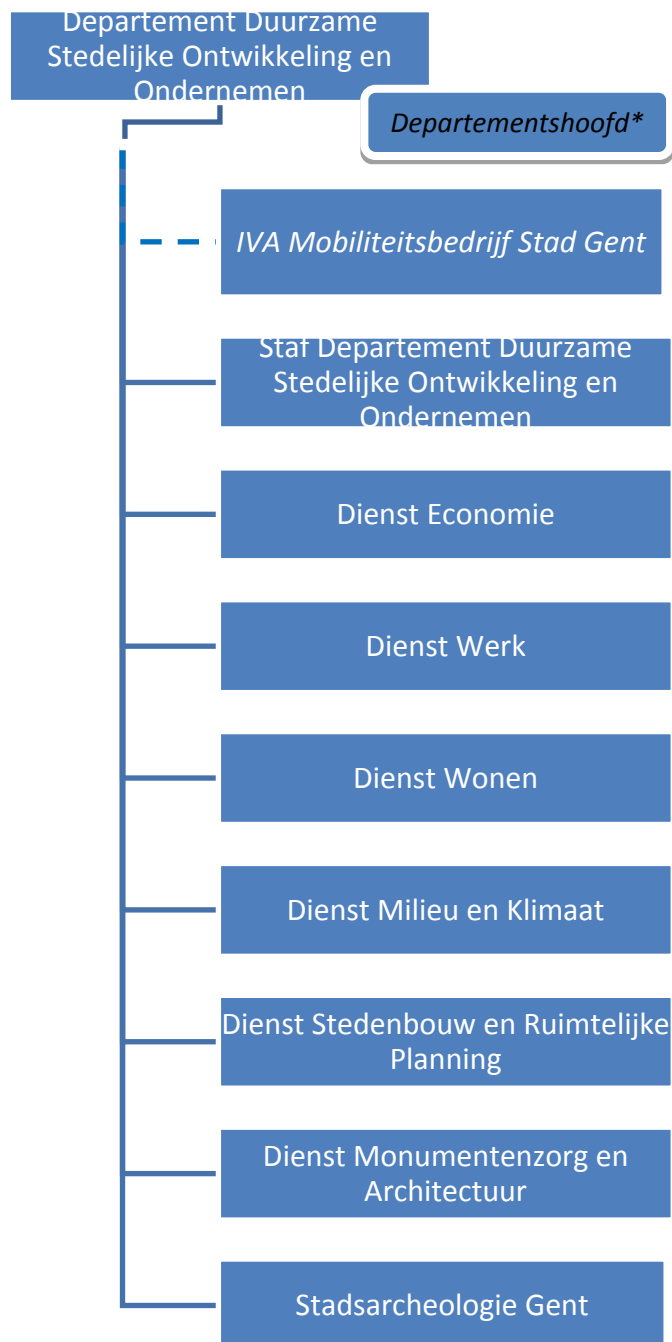 Departement Duurzame
Stedelijke Ontwikkeling en
Ondernemen
Departementshoofd*
IVA Mobiliteitsbedrijf Stad Gent
Staf Departement Duurzame
Stedelijke Ontwikkeling en
Ondernemen
Dienst Economie
Dienst Werk
Dienst Wonen
Dienst Milieu en Klimaat
Dienst Stedenbouw en Ruimtelijke
Planning
Dienst Monumentenzorg en
Architectuur
Stadsarcheologie Gent